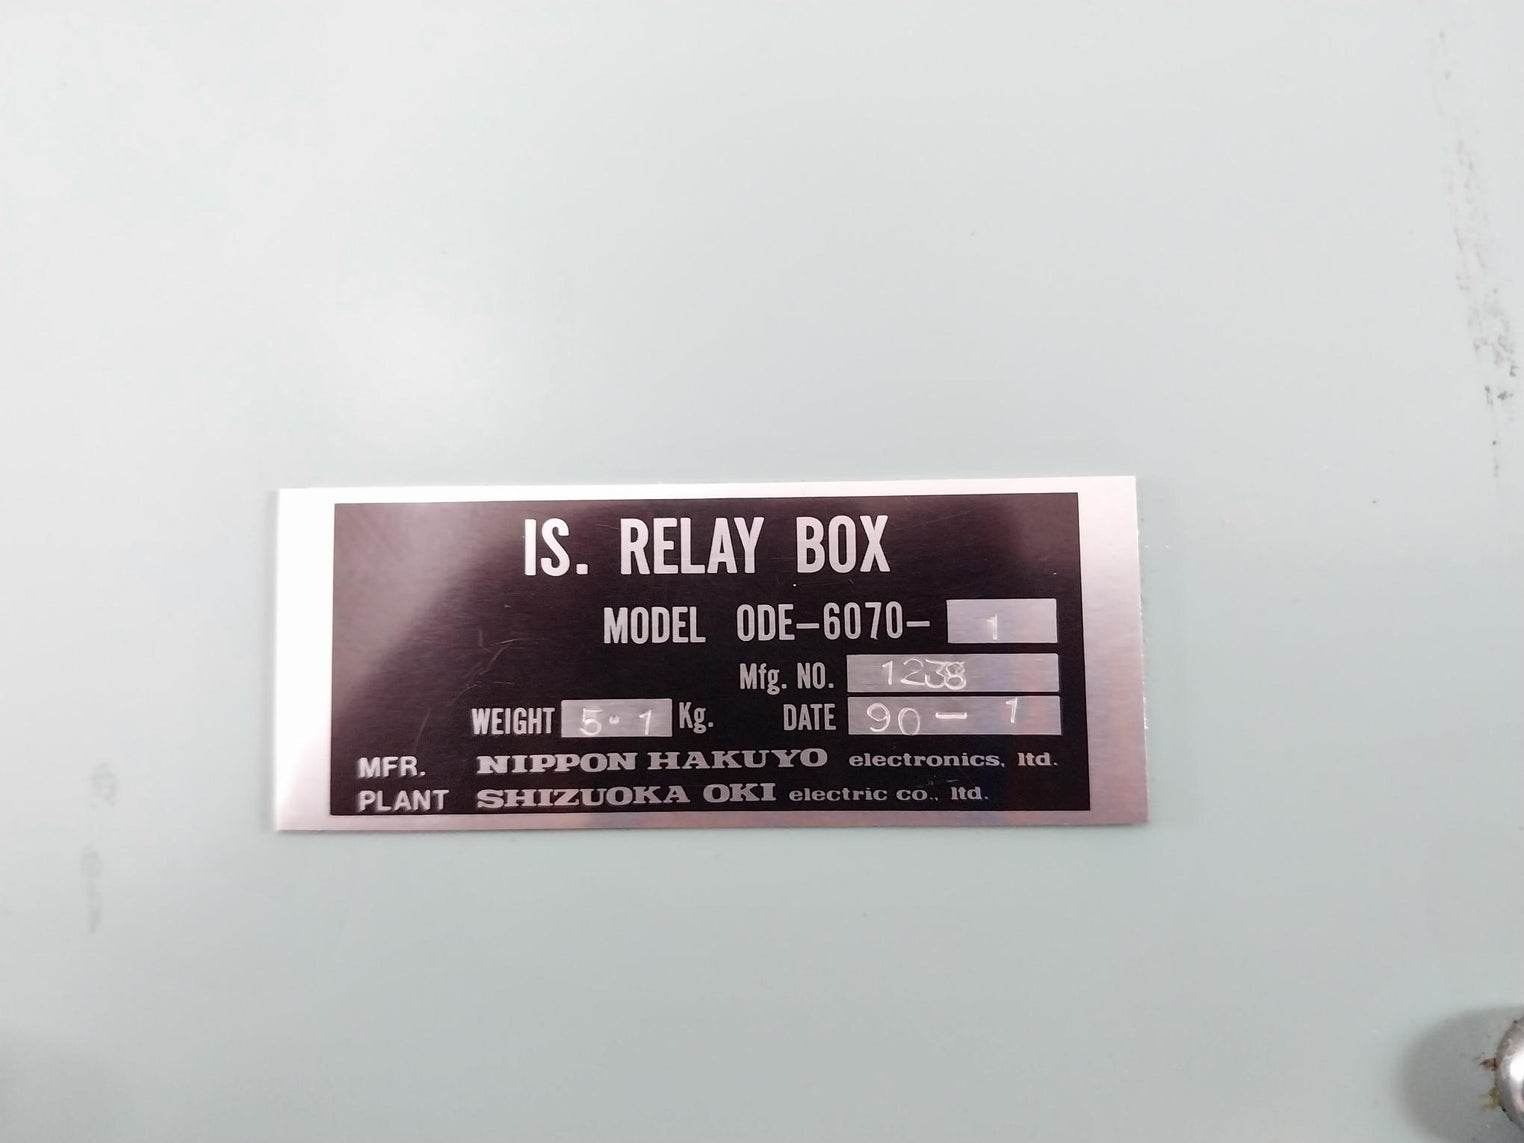 IS. RELAY BOX
MODEL ODE-6070- 1
Mfg. NO. 1238
WEIGHT 5.1 Kg. DATE 90-1
MFR. NIPPON HAKUYO electronics, ltd.
PLANT SHIZUOKA OKI electric co., ltd.